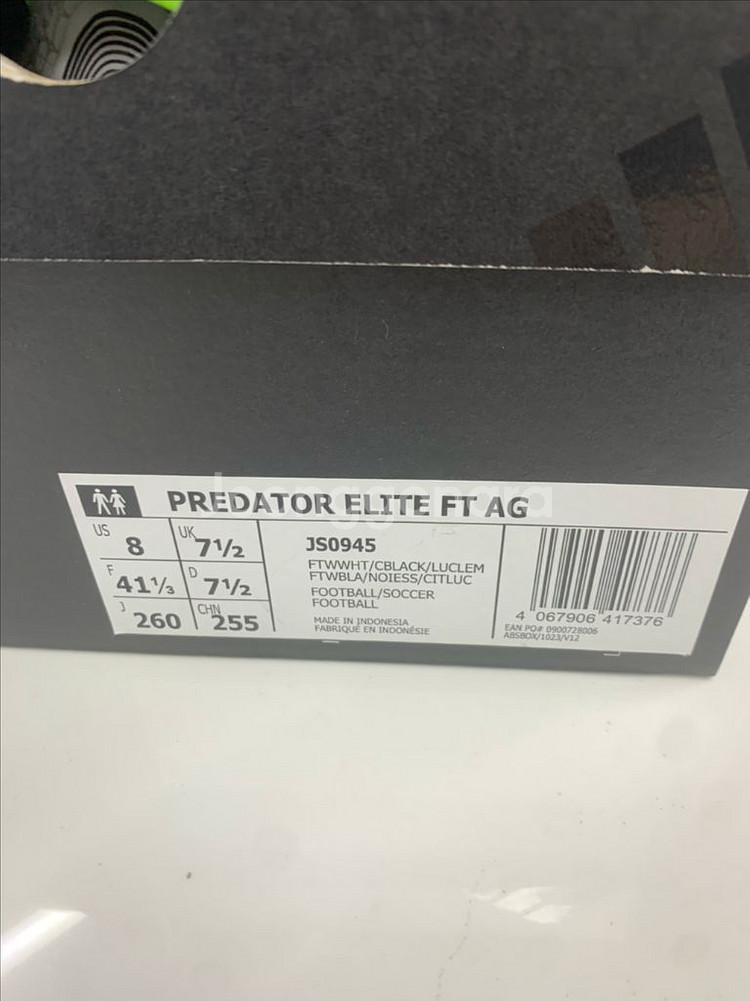 PREDATOR ELITE FT AG
US 8
UK 7½
F 41⅓
D 7½
J 260
CHN 255
JS0945
FTWWHT/CBLACK/LUCLEM
FTWBLA/NOIESS/CITLUC
FOOTBALL/SOCCER
FOOTBALL
MADE IN INDONESIA
FABRIQUÉ EN INDONÉSIE
4 067906 417376
EAN PO# 0900728006
ABSBOX/1023/V12